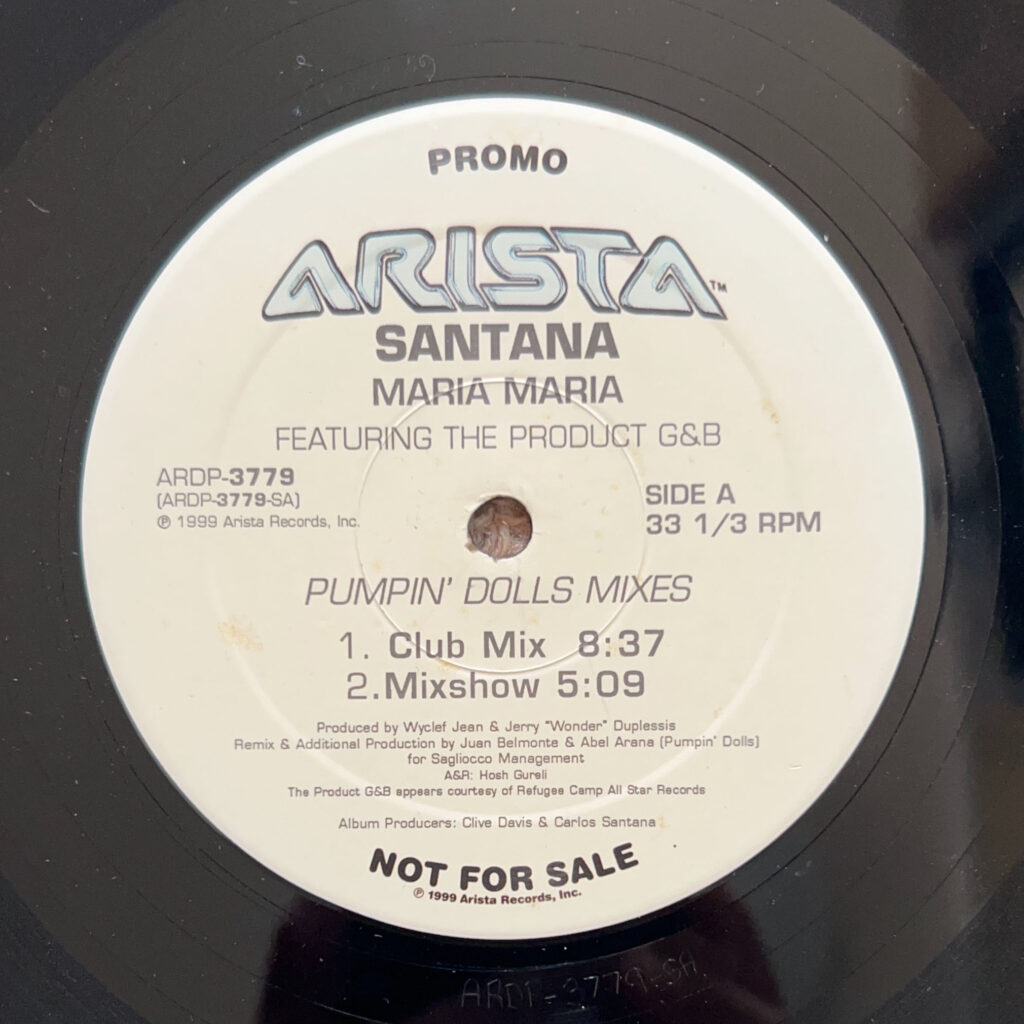 PROMO
ARISTA™
SANTANA
MARIA MARIA
FEATURING THE PRODUCT G&B
ARDP-3779
(ARDP-3779-SA)
℗ 1999 Arista Records, Inc.
SIDE A
33 1/3 RPM
PUMPIN' DOLLS MIXES
1. Club Mix 8:37
2.Mixshow 5:09
Produced by Wyclef Jean & Jerry "Wonder" Duplessis
Remix & Additional Production by Juan Belmonte & Abel Arana (Pumpin' Dolls)
for Sagliocco Management
A&R: Hosh Gureli
The Product G&B appears courtesy of Refugee Camp All Star Records
Album Producers: Clive Davis & Carlos Santana
NOT FOR SALE
℗ 1999 Arista Records, Inc.
ARDP-3779-SA